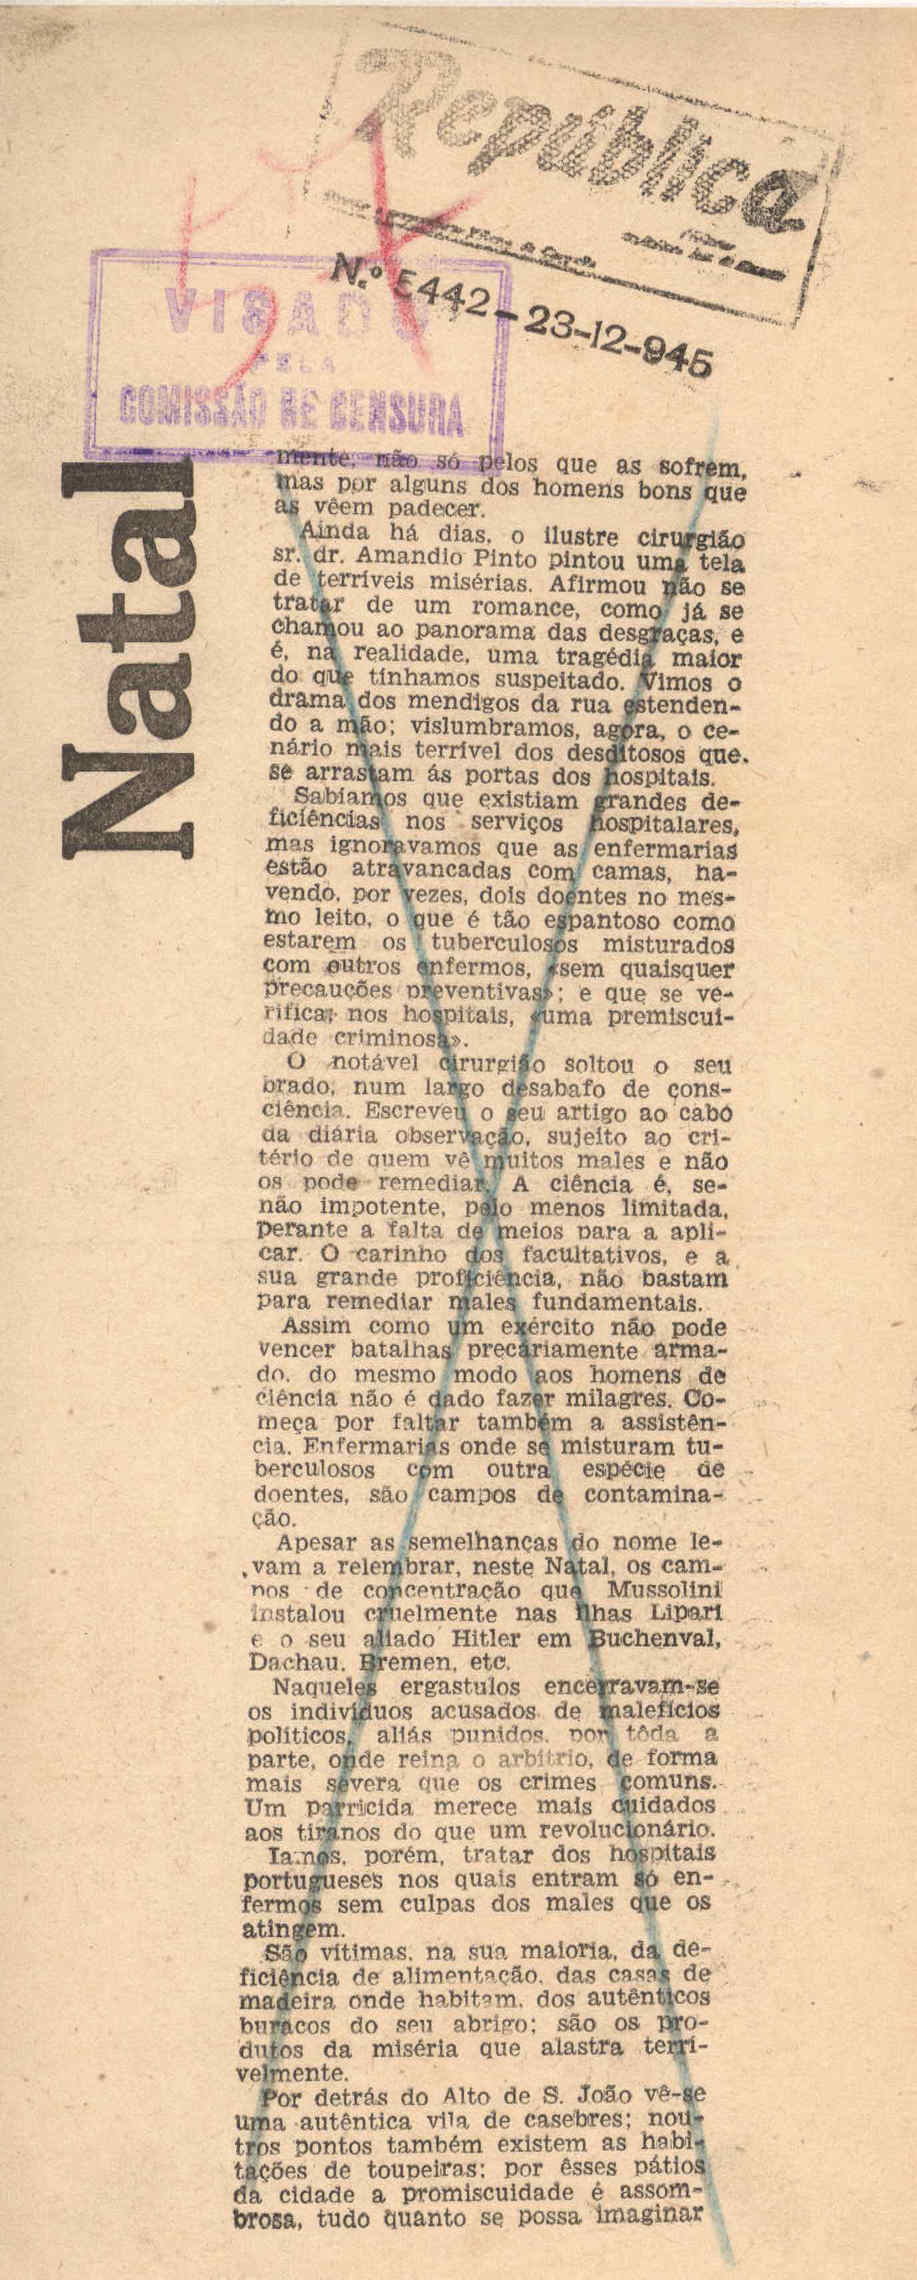 República
N.º 5442-23-12-945
VISADO
PELA
COMISSÃO DE CENSURA
Natal
mente, não só pelos que as sofrem,
mas por alguns dos homens bons que
as vêem padecer.
Ainda há dias, o ilustre cirurgião
sr. dr. Amandio Pinto pintou uma tela
de terríveis misérias. Afirmou não se
tratar de um romance, como já se
chamou ao panorama das desgraças, e
é, na realidade, uma tragédia maior
do que tinhamos suspeitado. Vimos o
drama dos mendigos da rua estenden-
do a mão; vislumbramos, agora, o ce-
nário mais terrível dos desditosos que
se arrastam ás portas dos hospitais.
Sabiamos que existiam grandes de-
ficiências nos serviços hospitalares,
mas ignoravamos que as enfermarias
estão atravancadas com camas, ha-
vendo, por vezes, dois doentes no mes-
mo leito, o que é tão espantoso como
estarem os tuberculosos misturados
com outros enfermos, «sem quaisquer
precauções preventivas»; e que se ve-
rifica, nos hospitais, «uma premiscui-
dade criminosa».
O notável cirurgião soltou o seu
brado, num largo desabafo de cons-
ciência. Escreveu o seu artigo ao cabo
da diária observação, sujeito ao cri-
tério de quem vê muitos males e não
os pode remediar. A ciência é, se-
não impotente, pelo menos limitada,
perante a falta de meios para a apli-
car. O carinho dos facultativos, e a
sua grande proficiência, não bastam
para remediar males fundamentais.
Assim como um exército não pode
vencer batalhas precariamente arma-
do, do mesmo modo aos homens de
ciência não é dado fazer milagres. Co-
meça por faltar também a assistên-
cia. Enfermarias onde se misturam tu-
berculosos com outra espécie de
doentes, são campos de contamina-
ção.
Apesar as semelhanças do nome le-
vam a relembrar, neste Natal, os cam-
pos de concentração que Mussolini
instalou cruelmente nas Ilhas Lipari
e o seu aliado Hitler em Buchenval,
Dachau, Bremen, etc.
Naqueles ergastulos encerravam-se
os indivíduos acusados de malefícios
políticos, aliás punidos, por tôda a
parte, onde reina o arbitrio, de forma
mais severa que os crimes comuns.
Um parricida merece mais cuidados
aos tiranos do que um revolucionário.
Iamos, porém, tratar dos hospitais
portugueses nos quais entram só en-
fermos sem culpas dos males que os
atingem.
São vítimas, na sua maioria, da de-
ficiência de alimentação, das casas de
madeira onde habitam, dos autênticos
buracos do seu abrigo; são os pro-
dutos da miséria que alastra terri-
velmente.
Por detrás do Alto de S. João vê-se
uma autêntica vila de casebres; nou-
tros pontos também existem as habi-
tações de toupeiras; por êsses pátios
da cidade a promiscuidade é assom-
brosa, tudo quanto se possa imaginar